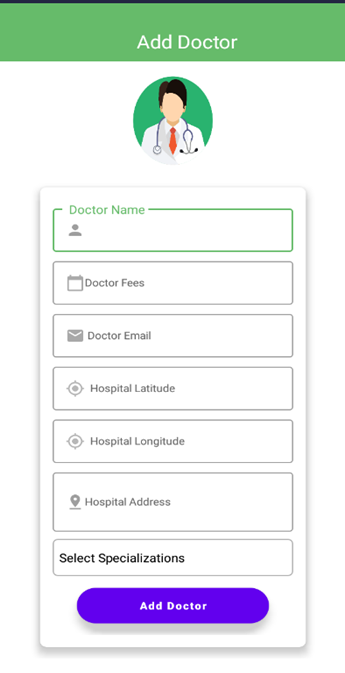 Add Doctor
Doctor Name
Doctor Fees
Doctor Email
Hospital Latitude
Hospital Longitude
Hospital Address
Select Specializations
Add Doctor